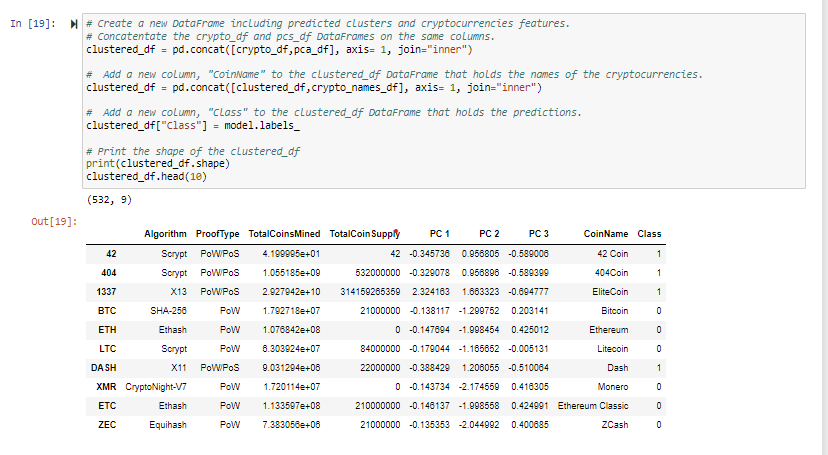 In [19]:
# Create a new DataFrame including predicted clusters and cryptocurrencies features.
# Concatentate the crypto_df and pcs_df DataFrames on the same columns.
clustered_df = pd.concat([crypto_df,pca_df], axis= 1, join="inner")
#  Add a new column, "CoinName" to the clustered_df DataFrame that holds the names of the cryptocurrencies.
clustered_df = pd.concat([clustered_df,crypto_names_df], axis= 1, join="inner")
#  Add a new column, "Class" to the clustered_df DataFrame that holds the predictions.
clustered_df["Class"] = model.labels_
# Print the shape of the clustered_df
print(clustered_df.shape)
clustered_df.head(10)
(532, 9)
Out[19]:
Algorithm ProofType TotalCoinsMined TotalCoinSupply PC 1 PC 2 PC 3 CoinName Class
42 Scrypt PoW/PoS 4.199995e+01 42 -0.345736 0.956805 -0.589006 42 Coin 1
404 Scrypt PoW/PoS 1.055185e+09 532000000 -0.329078 0.956896 -0.589399 404Coin 1
1337 X13 PoW/PoS 2.927942e+10 314159265359 2.324163 1.663323 -0.694777 EliteCoin 1
BTC SHA-256 PoW 1.792718e+07 21000000 -0.138117 -1.299752 0.203141 Bitcoin 0
ETH Ethash PoW 1.076842e+08 0 -0.147694 -1.998454 0.425012 Ethereum 0
LTC Scrypt PoW 6.303924e+07 84000000 -0.179044 -1.165652 -0.005131 Litecoin 0
DASH X11 PoW/PoS 9.031294e+06 22000000 -0.388429 1.206055 -0.510064 Dash 1
XMR CryptoNight-V7 PoW 1.720114e+07 0 -0.143734 -2.174559 0.416305 Monero 0
ETC Ethash PoW 1.133597e+08 210000000 -0.146137 -1.998558 0.424991 Ethereum Classic 0
ZEC Equihash PoW 7.383056e+06 21000000 -0.135353 -2.044992 0.400685 ZCash 0